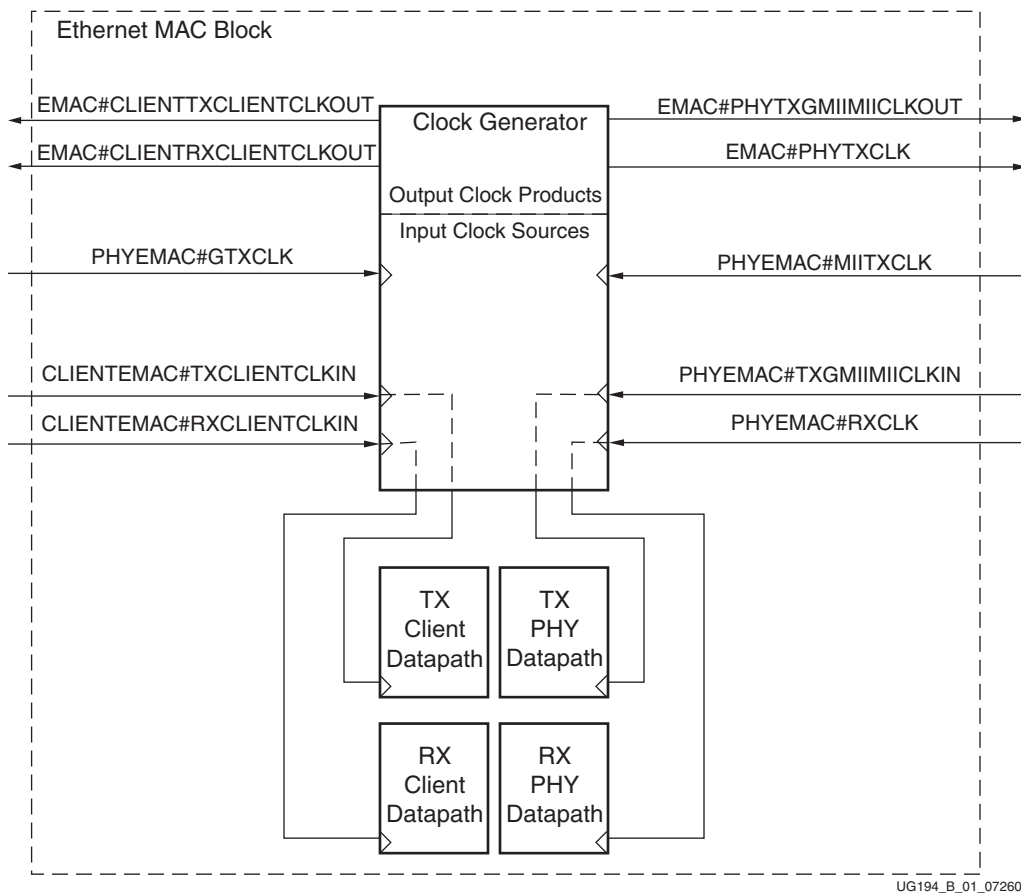 Ethernet MAC Block
EMAC#CLIENTTXCLIENTCLKOUT
EMAC#CLIENTRXCLIENTCLKOUT
Clock Generator
EMAC#PHYTXGMIIMIICLKOUT
EMAC#PHYTXCLK
Output Clock Products
Input Clock Sources
PHYEMAC#GTXCLK
PHYEMAC#MIITXCLK
CLIENTEMAC#TXCLIENTCLKIN
CLIENTEMAC#RXCLIENTCLKIN
PHYEMAC#TXGMIIMIICLKIN
PHYEMAC#RXCLK
TX
Client
Datapath
TX
PHY
Datapath
RX
Client
Datapath
RX
PHY
Datapath
UG194_B_01_07260